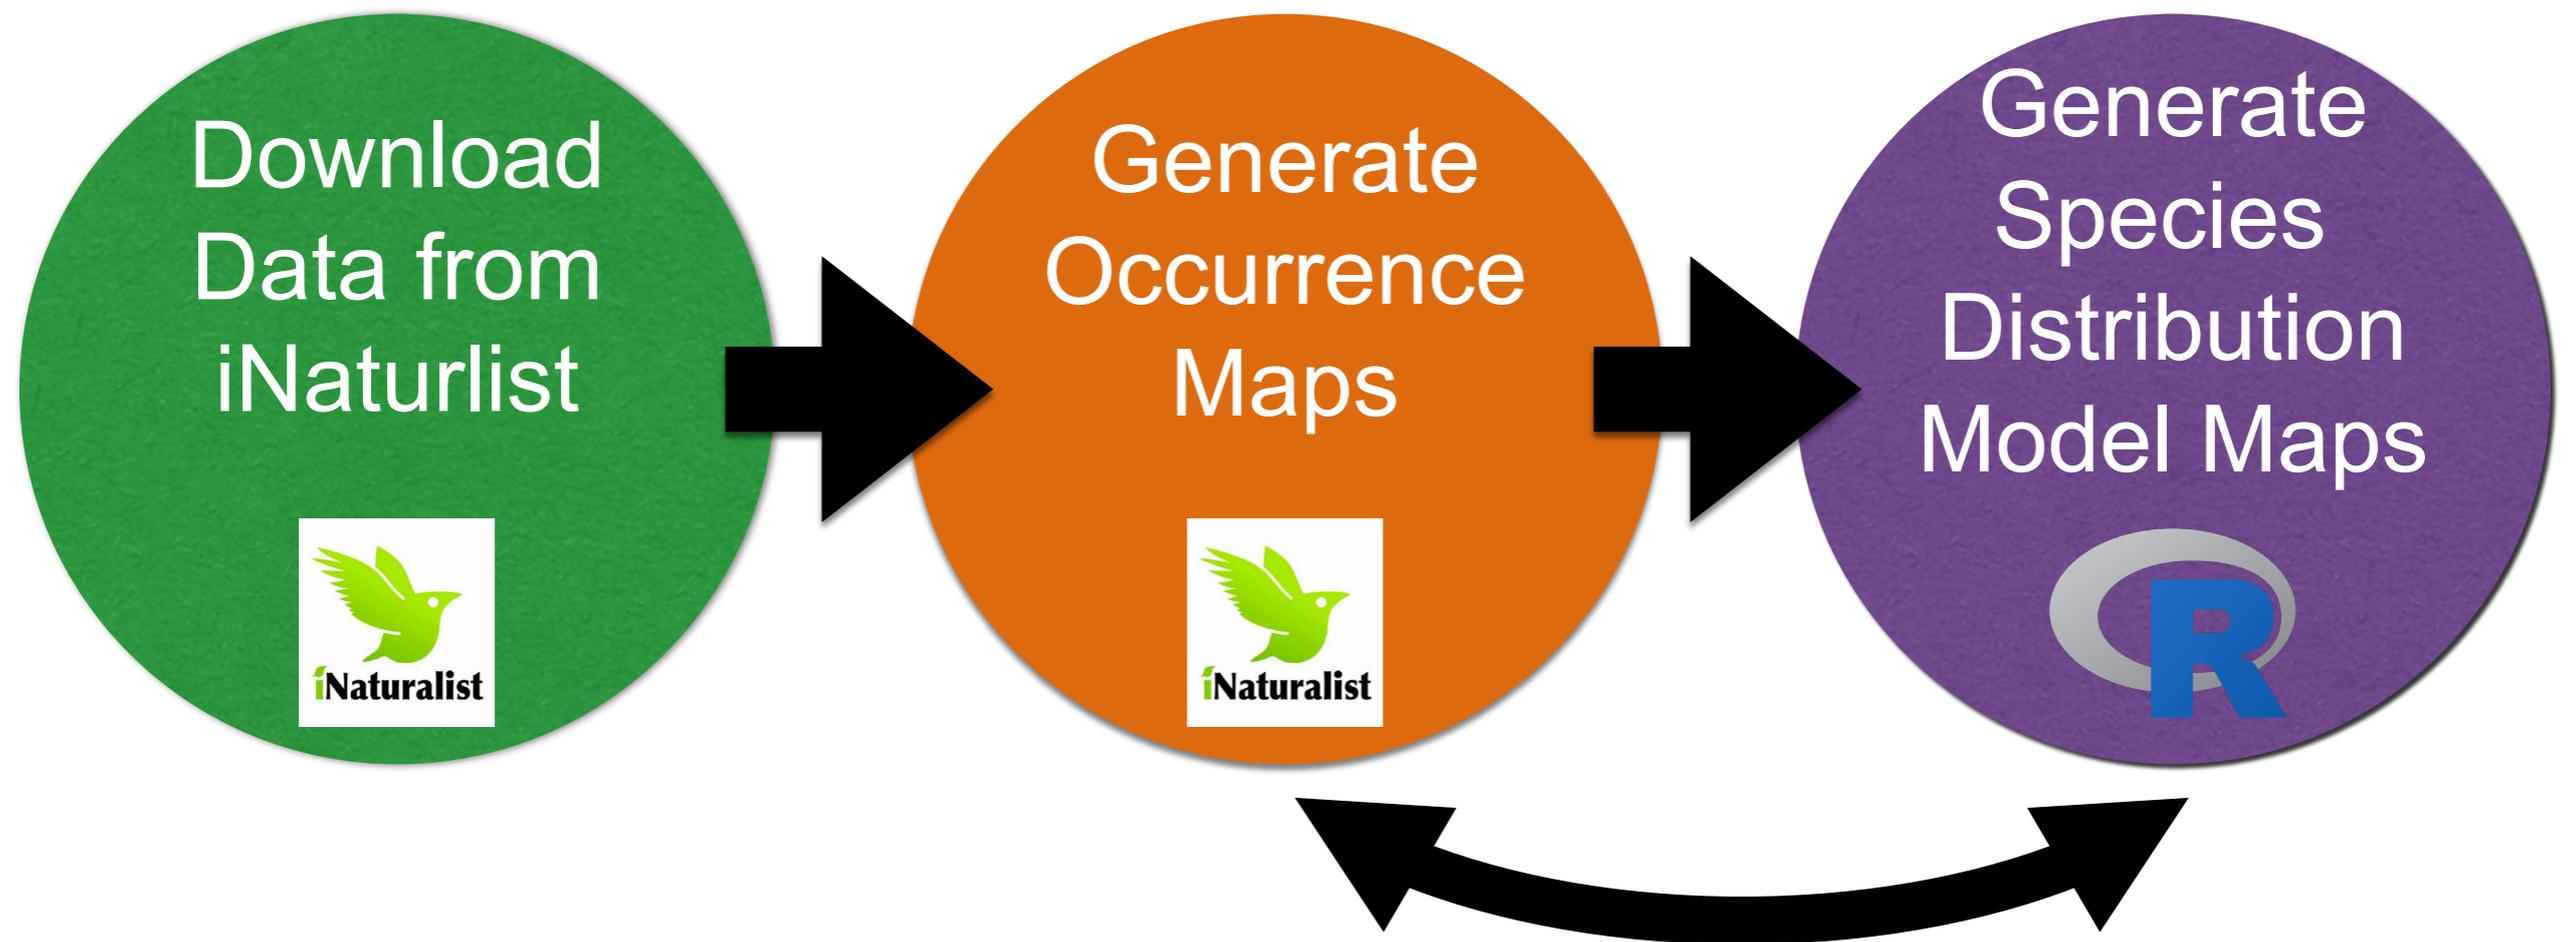 Download
Data from
iNaturlist
iNaturalist
Generate
Occurrence
Maps
iNaturalist
Generate
Species
Distribution
Model Maps
R